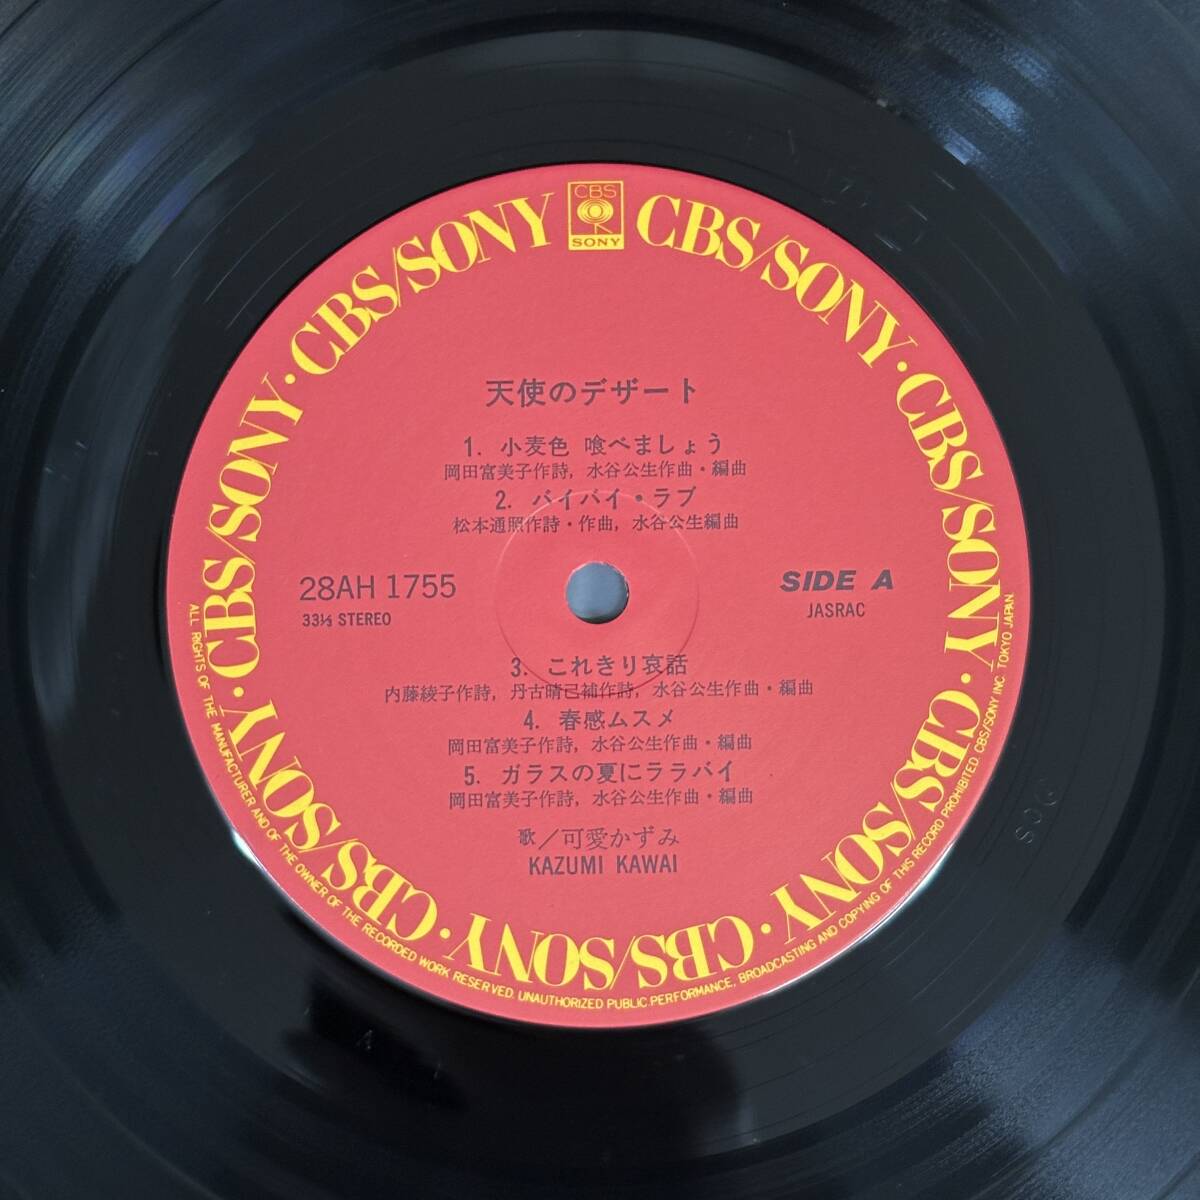 CBS
SONY
CBS/SONY · CBS/SONY · CBS/SONY · CBS/SONY · CBS/SONY · CBS/SONY · CBS/SONY · CBS/SONY · CBS/SONY
天使のデザート
1. 小麦色 喰べましょう
岡田富美子作詩, 水谷公生作曲・編曲
2. バイバイ・ラブ
松本通照作詩・作曲, 水谷公生編曲
28AH 1755
33⅓ STEREO
SIDE A
JASRAC
3. これきり哀話
内藤綾子作詩, 丹古晴己補作詩, 水谷公生作曲・編曲
4. 春感ムスメ
岡田富美子作詩, 水谷公生作曲・編曲
5. ガラスの夏にララバイ
岡田富美子作詩, 水谷公生作曲・編曲
歌／可愛かずみ
KAZUMI KAWAI
ALL RIGHTS OF THE MANUFACTURER AND OF THE OWNER OF THE RECORDED WORK RESERVED. UNAUTHORIZED PUBLIC PERFORMANCE, BROADCASTING AND COPYING OF THIS RECORD PROHIBITED. CBS/SONY INC. TOKYO JAPAN.